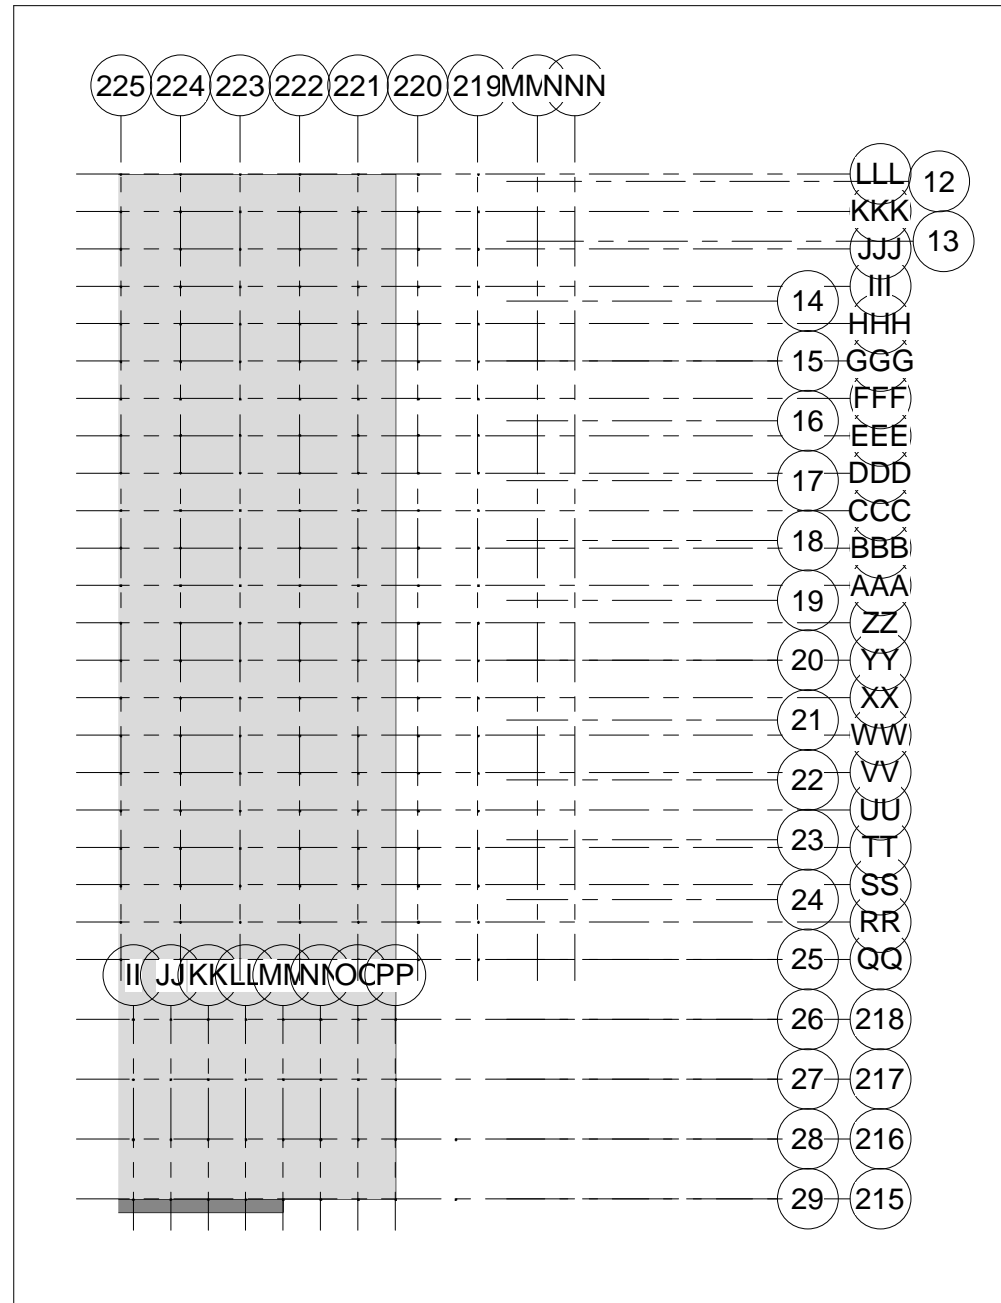 225 224 223 222 221 220 219 MMM NNN
LLL 12
KKK
13
JJJ
III
14
HHH
15 GGG
FFF
16
EEE
17 DDD
CCC
18 BBB
AAA
19
ZZ
20 YY
XX
21
WW
22 VV
UU
23 TT
SS
24
RR
25 QQ
II JJ KK LL MM NN OO PP
26 218
27 217
28 216
29 215